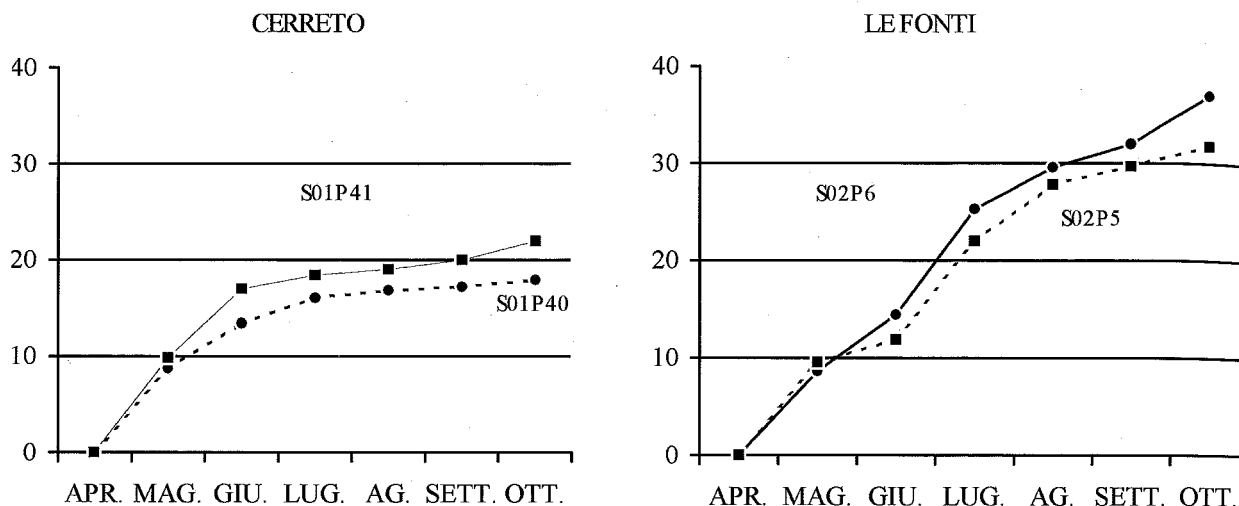 CERRETO
40
30
20
10
0
S01P41
S01P40
APR. MAG. GIU. LUG. AG. SETT. OTT.
LE FONTI
40
30
20
10
0
S02P6
S02P5
APR. MAG. GIU. LUG. AG. SETT. OTT.